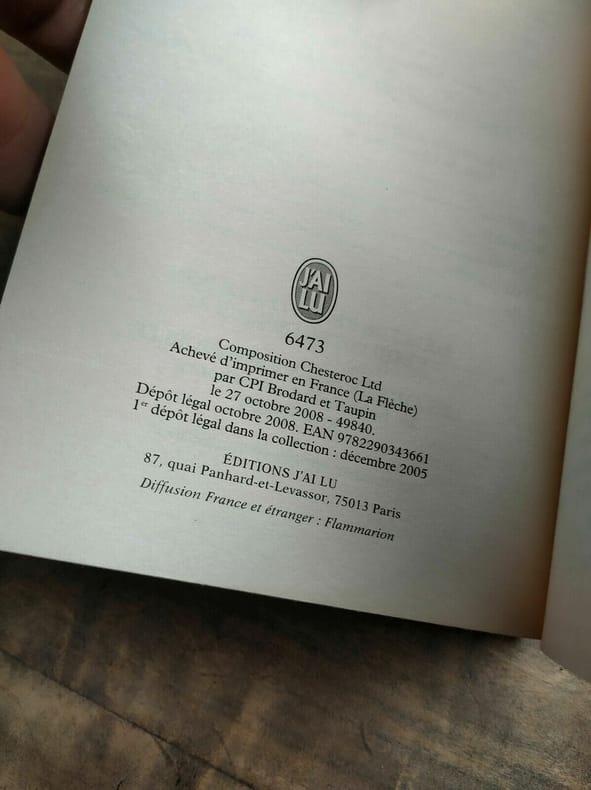 J'AI
LU
6473
Composition Chesteroc Ltd
Achevé d'imprimer en France (La Flèche)
par CPI Brodard et Taupin
le 27 octobre 2008 - 49840.
Dépôt légal octobre 2008. EAN 9782290343661
1er dépôt légal dans la collection : décembre 2005
ÉDITIONS J'AI LU
87, quai Panhard-et-Levassor, 75013 Paris
Diffusion France et étranger : Flammarion